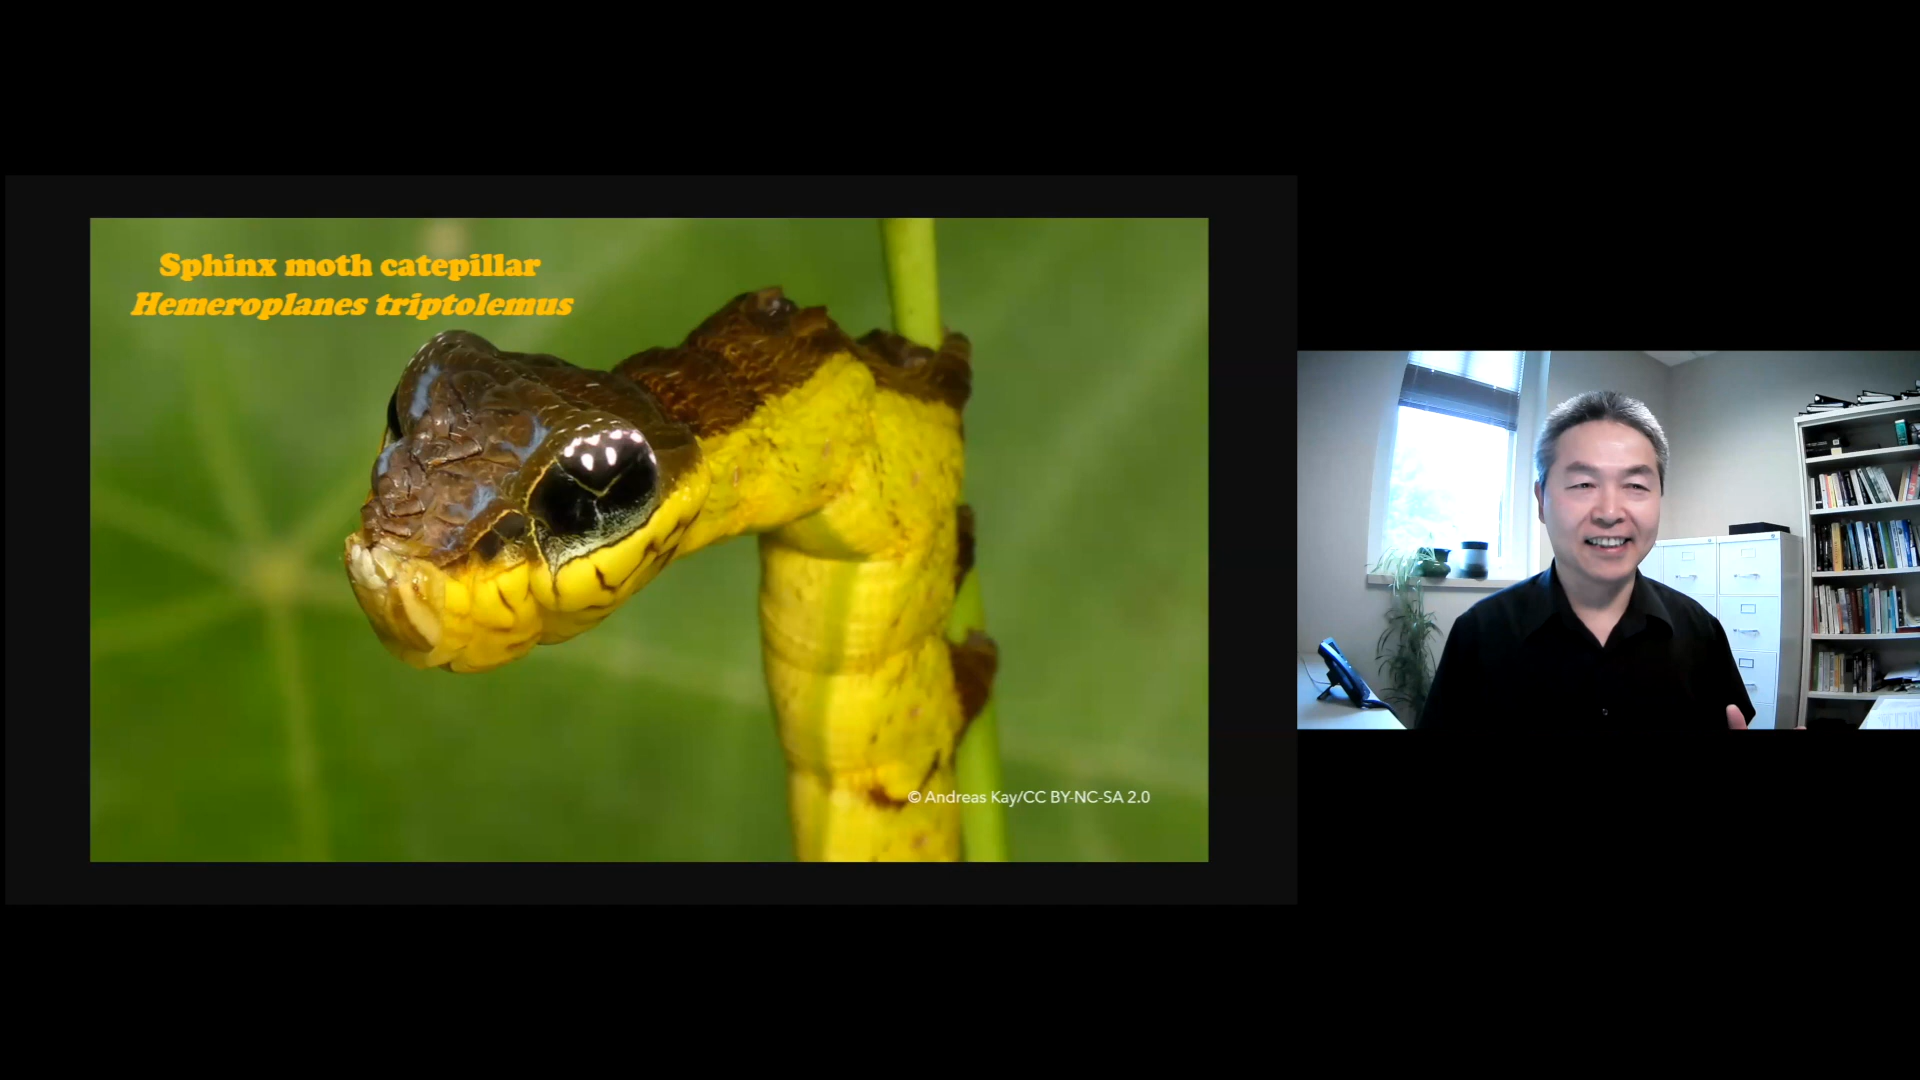 Sphinx moth catepillar
Hemeroplanes triptolemus
© Andreas Kay/CC BY-NC-SA 2.0